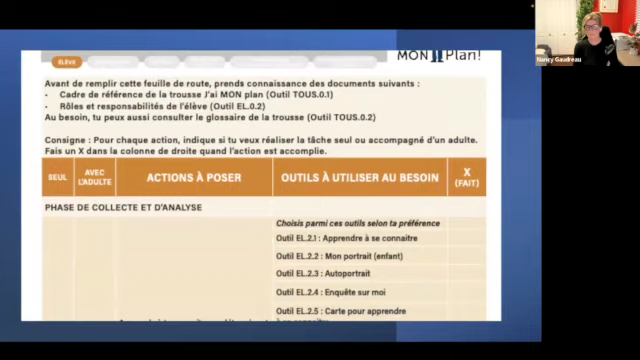 ÉLÈVE
MON Plan!
Nancy Gaudreau
Avant de remplir cette feuille de route, prends connaissance des documents suivants :
• Cadre de référence de la trousse J'ai MON plan (Outil TOUS.0.1)
• Rôles et responsabilités de l'élève (Outil EL.0.2)
Au besoin, tu peux aussi consulter le glossaire de la trousse (Outil TOUS.0.2)
Consigne : Pour chaque action, indique si tu veux réaliser la tâche seul ou accompagné d'un adulte.
Fais un X dans la colonne de droite quand l'action est accomplie.
SEUL
AVEC
L'ADULTE
ACTIONS À POSER
OUTILS À UTILISER AU BESOIN
X
(FAIT)
PHASE DE COLLECTE ET D'ANALYSE
Choisis parmi ces outils selon ta préférence
Outil EL.2.1 : Apprendre à se connaitre
Outil EL.2.2 : Mon portrait (enfant)
Outil EL.2.3 : Autoportrait
Outil EL.2.4 : Enquête sur moi
Outil EL.2.5 : Carte pour apprendre